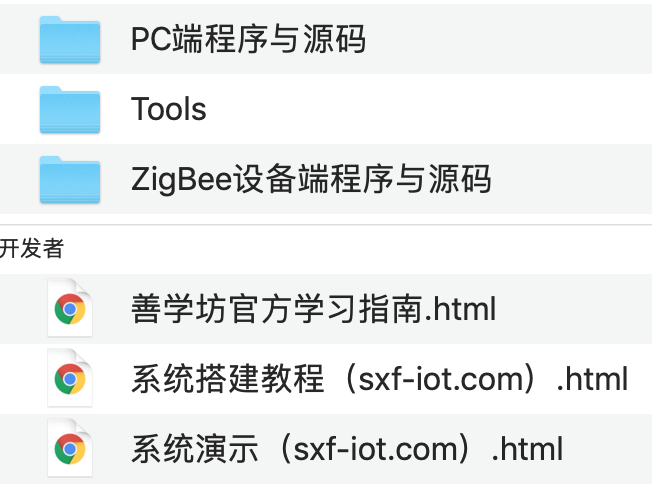 PC端程序与源码
Tools
ZigBee设备端程序与源码
开发者
善学坊官方学习指南.html
系统搭建教程（sxf-iot.com）.html
系统演示（sxf-iot.com）.html